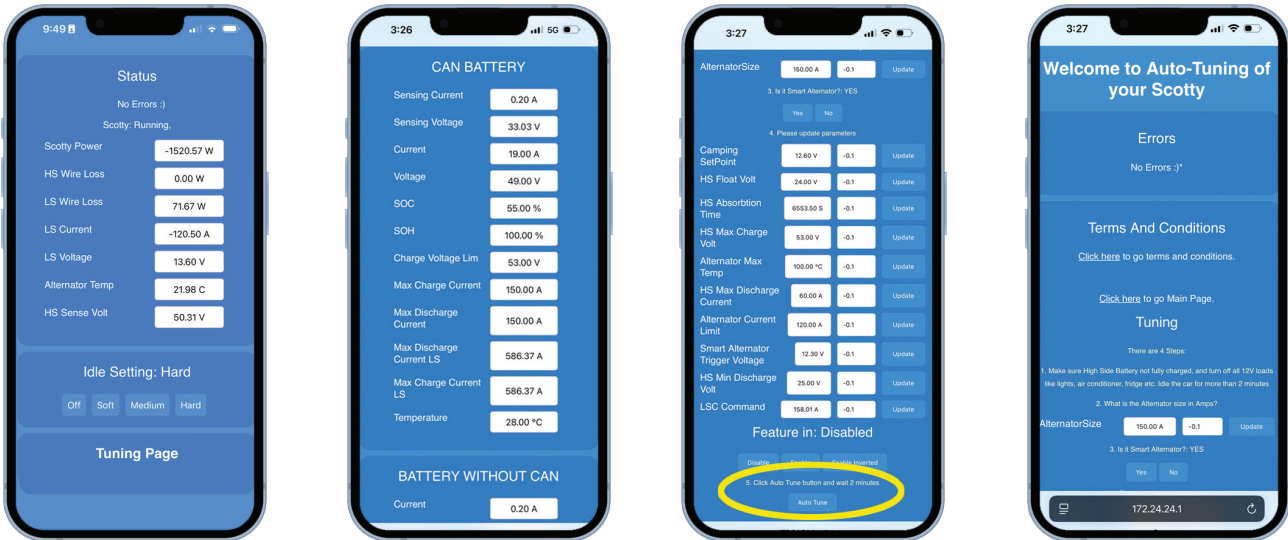 9:49
Status
No Errors :)
Scotty: Running,
Scotty Power -1520.57 W
HS Wire Loss 0.00 W
LS Wire Loss 71.67 W
LS Current -120.50 A
LS Voltage 13.60 V
Alternator Temp 21.98 C
HS Sense Volt 50.31 V
Idle Setting: Hard
Off Soft Medium Hard
Tuning Page
3:26 5G
CAN BATTERY
Sensing Current 0.20 A
Sensing Voltage 33.03 V
Current 19.00 A
Voltage 49.00 V
SOC 55.00 %
SOH 100.00 %
Charge Voltage Lim 53.00 V
Max Charge Current 150.00 A
Max Discharge
Current 150.00 A
Max Discharge
Current LS 586.37 A
Max Charge Current
LS 586.37 A
Temperature 28.00 °C
BATTERY WITHOUT CAN
Current 0.20 A
3:27
AlternatorSize 150.00 A -0.1 Update
3. Is it Smart Alternator?: YES
Yes No
4. Please update parameters
Camping
SetPoint 12.60 V -0.1 Update
HS Float Volt 24.00 V -0.1 Update
HS Absorbtion
Time 6553.50 S -0.1 Update
HS Max Charge
Volt 53.00 V -0.1 Update
Alternator Max
Temp 100.00 °C -0.1 Update
HS Max Discharge
Current 60.00 A -0.1 Update
Alternator Current
Limit 120.00 A -0.1 Update
Smart Alternator
Trigger Voltage 12.30 V -0.1 Update
HS Min Discharge
Volt 25.00 V -0.1 Update
LSC Command 158.01 A -0.1 Update
Feature in: Disabled
Disable Enable Enable Inverted
5. Click Auto Tune button and wait 2 minutes
Auto Tune
3:27
Welcome to Auto-Tuning of
your Scotty
Errors
No Errors :)"
Terms And Conditions
Click here to go terms and conditions.
Click here to go Main Page.
Tuning
There are 4 Steps:
1. Make sure High Side Battery not fully charged, and turn off all 12V loads
like lights, air conditioner, fridge etc. Idle the car for more than 2 minutes
2. What is the Alternator size in Amps?
AlternatorSize 150.00 A -0.1 Update
3. Is it Smart Alternator?: YES
Yes No
172.24.24.1